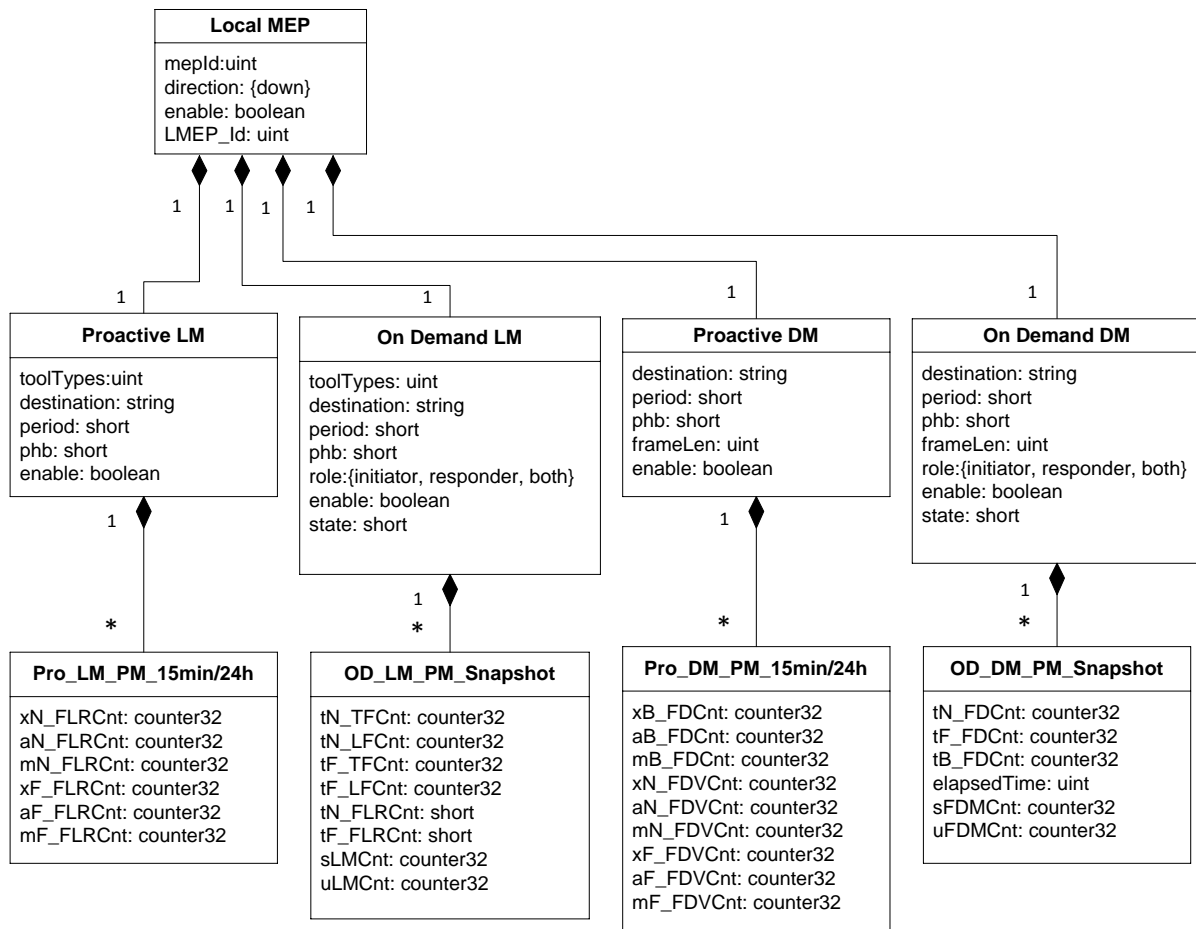 Local MEP
mepId:uint
direction: {down}
enable: boolean
LMEP_Id: uint
1
1
1
1
1
1
1
1
Proactive LM
toolTypes:uint
destination: string
period: short
phb: short
enable: boolean
On Demand LM
toolTypes: uint
destination: string
period: short
phb: short
role:{initiator, responder, both}
enable: boolean
state: short
Proactive DM
destination: string
period: short
phb: short
frameLen: uint
enable: boolean
On Demand DM
destination: string
period: short
phb: short
frameLen: uint
role:{initiator, responder, both}
enable: boolean
state: short
1
1
1
1
*
*
*
*
Pro_LM_PM_15min/24h
xN_FLRCnt: counter32
aN_FLRCnt: counter32
mN_FLRCnt: counter32
xF_FLRCnt: counter32
aF_FLRCnt: counter32
mF_FLRCnt: counter32
OD_LM_PM_Snapshot
tN_TFCnt: counter32
tN_LFCnt: counter32
tF_TFCnt: counter32
tF_LFCnt: counter32
tN_FLRCnt: short
tF_FLRCnt: short
sLMCnt: counter32
uLMCnt: counter32
Pro_DM_PM_15min/24h
xB_FDCnt: counter32
aB_FDCnt: counter32
mB_FDCnt: counter32
xN_FDVCnt: counter32
aN_FDVCnt: counter32
mN_FDVCnt: counter32
xF_FDVCnt: counter32
aF_FDVCnt: counter32
mF_FDVCnt: counter32
OD_DM_PM_Snapshot
tN_FDCnt: counter32
tF_FDCnt: counter32
tB_FDCnt: counter32
elapsedTime: uint
sFDMCnt: counter32
uFDMCnt: counter32